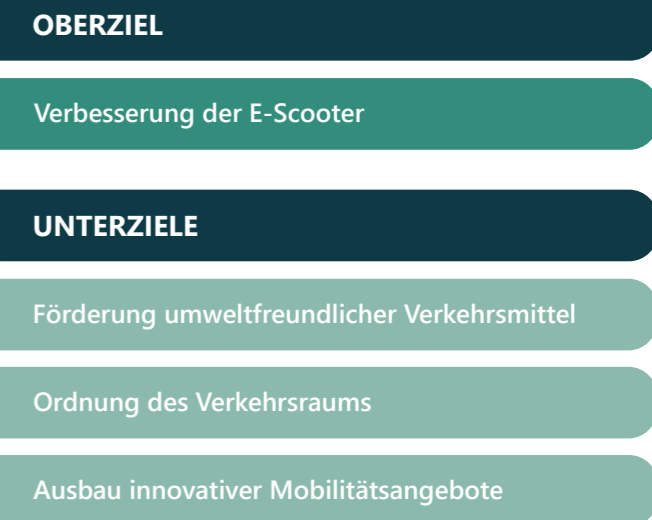 OBERZIEL
Verbesserung der E-Scooter
UNTERZIELE
Förderung umweltfreundlicher Verkehrsmittel
Ordnung des Verkehrsraums
Ausbau innovativer Mobilitätsangebote